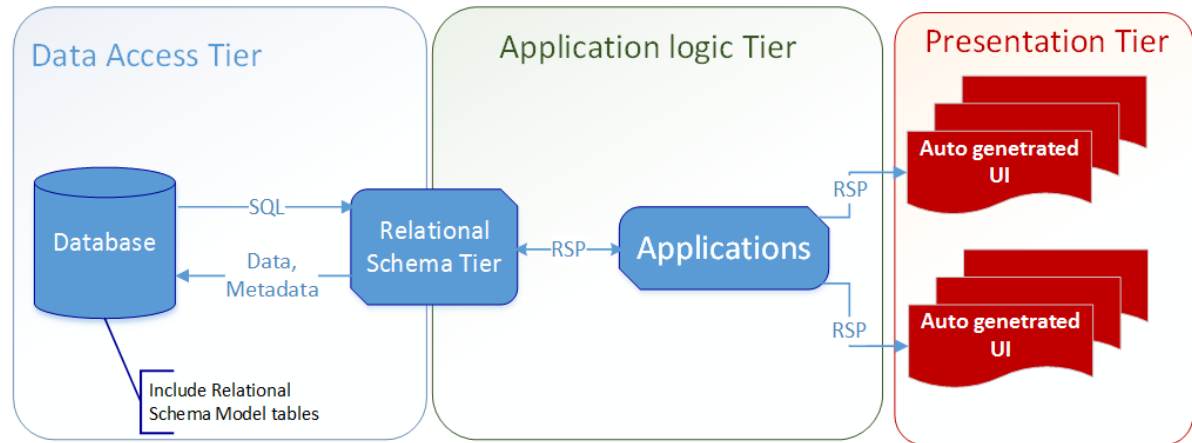 Data Access Tier
Application logic Tier
Presentation Tier
Auto genetrated
UI
RSP
SQL
Database
Relational
Schema Tier
RSP
Applications
Data,
Metadata
RSP
Auto genetrated
UI
Include Relational
Schema Model tables